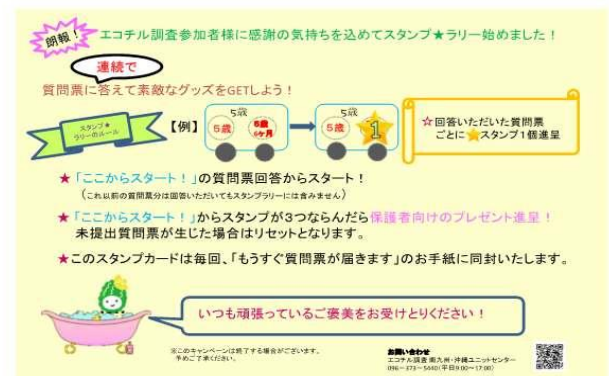 朗報！
エコチル調査参加者様に感謝の気持ちを込めてスタンプ★ラリー始めました！
連続で
質問票に答えて素敵なグッズをGETしよう！
スタンプ★
ラリーのルール
【例】
5歳
5歳
5歳
6ヶ月
5歳
5歳
1
☆回答いただいた質問票
ごとに★スタンプ1個進呈
★「ここからスタート！」の質問票回答からスタート！
（これ以前の質問票分は回答いただいてもスタンプラリーには含みません）
★「ここからスタート！」からスタンプが3つならんだら保護者向けのプレゼント進呈！
未提出質問票が生じた場合はリセットとなります。
★このスタンプカードは毎回、「もうすぐ質問票が届きます」のお手紙に同封いたします。
いつも頑張っているご褒美をお受けとりください！
※このキャンペーンは終了する場合がございます。
予めご了承ください。
お問い合わせ
エコチル調査 南九州・沖縄ユニットセンター
096-373-5440（平日9:00～17:00）